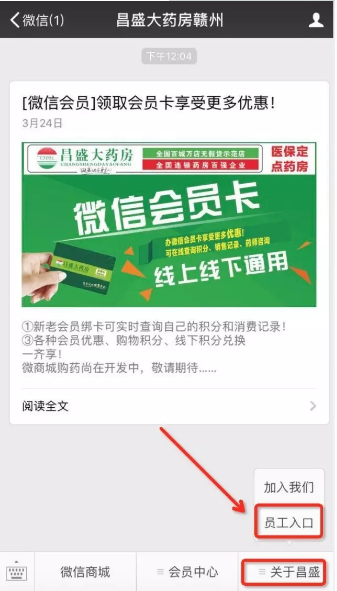 微信(1)
昌盛大药房赣州
下午12:04
[微信会员]领取会员卡享受更多优惠!
3月24日
昌盛大药房
CHANGSHENGDAYAOFANG
全国百城万店无假货示范店
全国连锁药房百强企业
医保定
点药房
微信会员卡
办微信会员卡享受更多优惠!
可在线查询积分、销售记录、药师咨询
线上线下通用
①新老会员绑卡可实时查询自己的积分和消费记录!
③各种会员优惠、购物积分、线下积分兑换
一齐享!
微商城购药尚在开发中，敬请期待......
阅读全文
加入我们
员工入口
微信商城
会员中心
关于昌盛